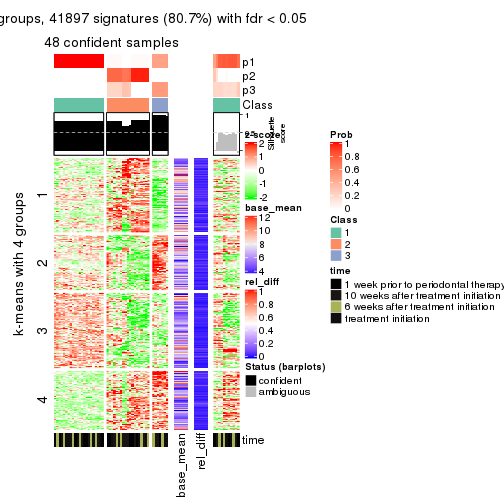 groups, 41897 signatures (80.7%) with fdr < 0.05
48 confident samples
p1
p2
p3
Class
1
0.5
0
Silhouette
score
k-means with 4 groups
1
2
3
4
time
base_mean
rel_diff
z-score
2
1
0
-1
-2
base_mean
12
10
8
6
4
rel_diff
1
0.8
0.6
0.4
0.2
0
Status (barplots)
confident
ambiguous
Prob
1
0.8
0.6
0.4
0.2
0
Class
1
2
3
time
1 week prior to periodontal therapy
10 weeks after treatment initiation
6 weeks after treatment initiation
treatment initiation